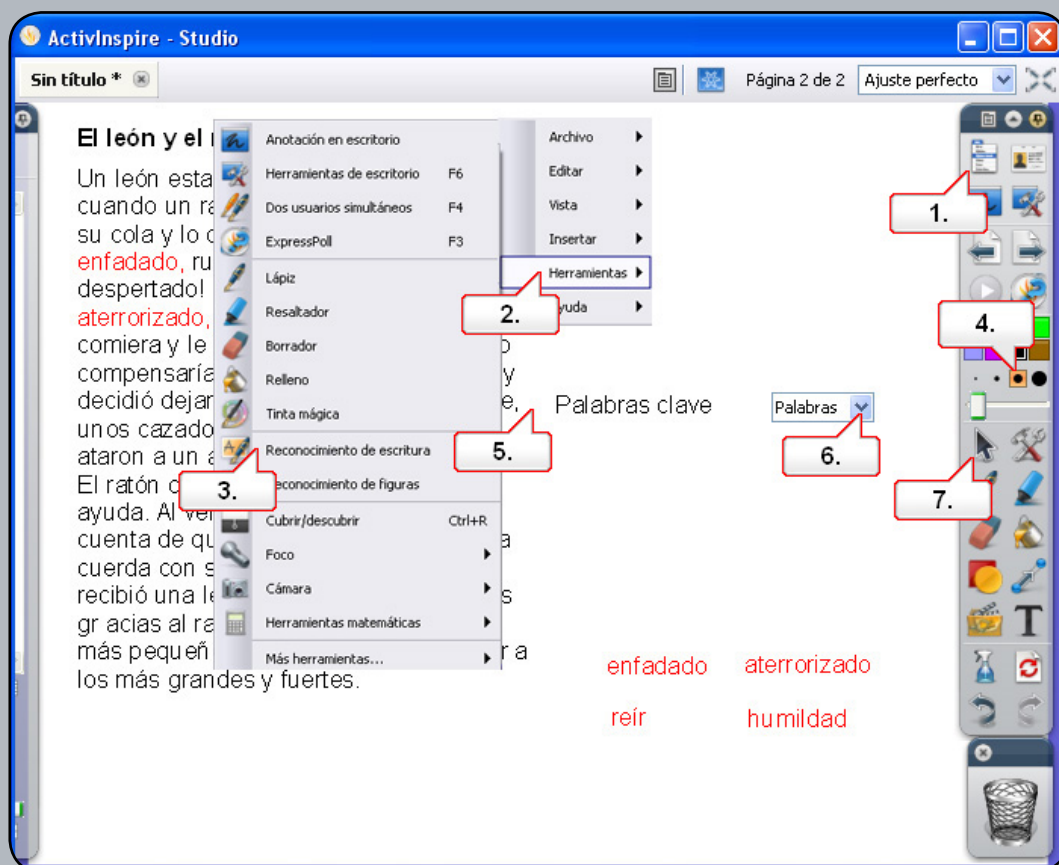 ActivInspire - Studio
Sin título *
Página 2 de 2
Ajuste perfecto
El león y el
Un león esta
cuando un ra
su cola y lo
enfadado, ru
despertado!
aterrorizado,
comiera y le
compensaría
y
decidió dejar
e,
unos cazado
ataron a un a
El ratón
ayuda. Al ve
cuenta de qu
a
cuerda con s
recibió una le
s
gr acias al ra
más pequeñ
r a
los más grandes y fuertes.
Anotación en escritorio
Herramientas de escritorio F6
Dos usuarios simultáneos F4
ExpressPoll F3
Lápiz
Resaltador
Borrador
Relleno
Tinta mágica
Reconocimiento de escritura
econocimiento de figuras
Cubrir/descubrir Ctrl+R
Foco
Cámara
Herramientas matemáticas
Más herramientas...
Archivo
Editar
Vista
Insertar
Herramientas
yuda
1.
2.
3.
4.
5.
6.
7.
Palabras clave
Palabras
enfadado aterrorizado
reír humildad
T